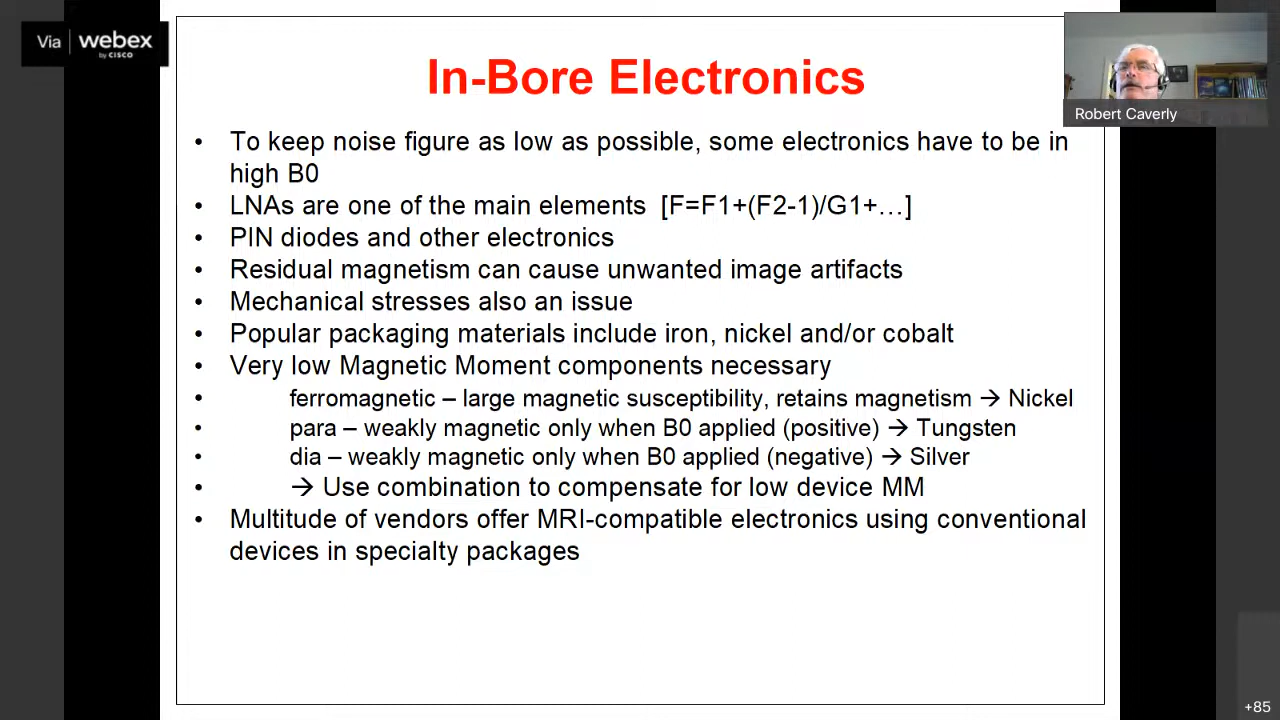 Via webex
by CISCO
In-Bore Electronics
Robert Caverly
• To keep noise figure as low as possible, some electronics have to be in
high B0
• LNAs are one of the main elements [F=F1+(F2-1)/G1+…]
• PIN diodes and other electronics
• Residual magnetism can cause unwanted image artifacts
• Mechanical stresses also an issue
• Popular packaging materials include iron, nickel and/or cobalt
• Very low Magnetic Moment components necessary
• ferromagnetic – large magnetic susceptibility, retains magnetism → Nickel
• para – weakly magnetic only when B0 applied (positive) → Tungsten
• dia – weakly magnetic only when B0 applied (negative) → Silver
• → Use combination to compensate for low device MM
• Multitude of vendors offer MRI-compatible electronics using conventional
devices in specialty packages
+85